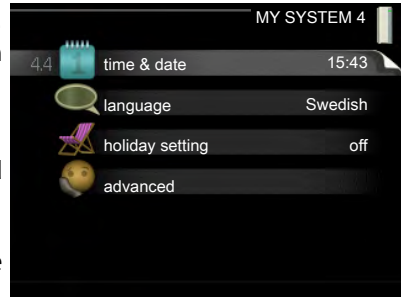 MY SYSTEM 4
4.4 time & date 15:43
language Swedish
holiday setting off
advanced